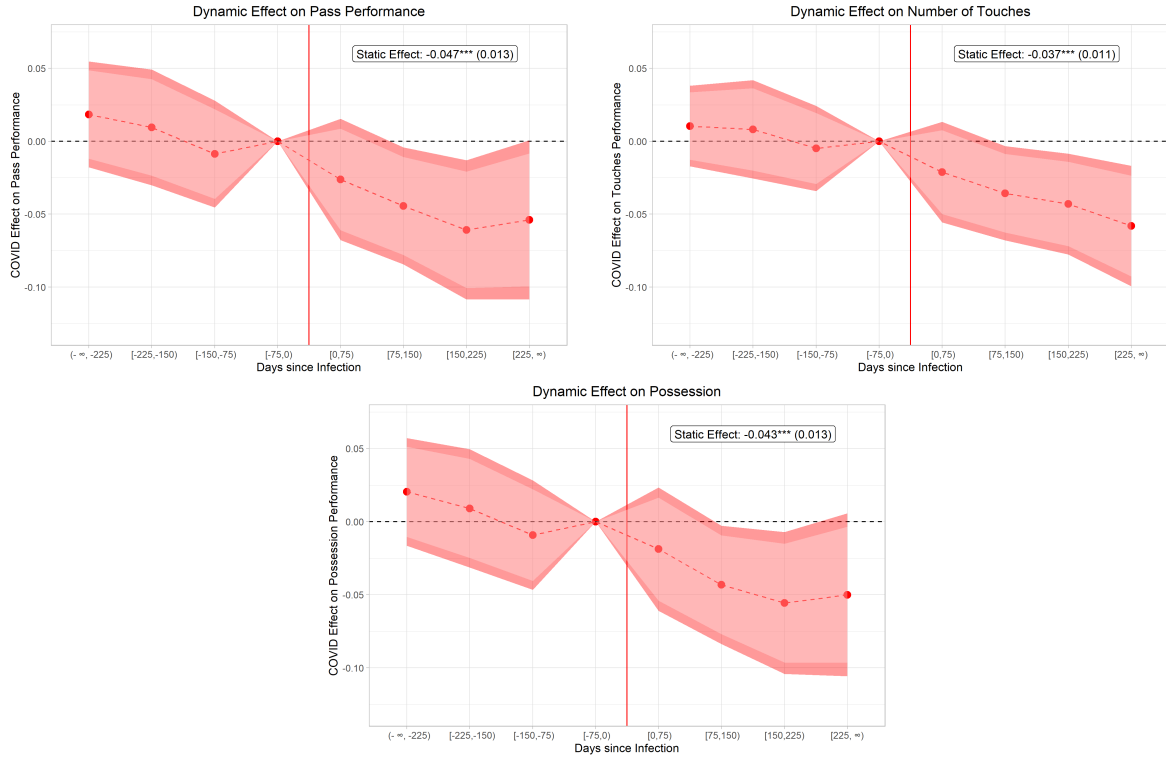 Dynamic Effect on Pass Performance
Static Effect: -0.047*** (0.013)
COVID Effect on Pass Performance
0.05
0.00
-0.05
-0.10
(- ∞, -225) [-225,-150) [-150,-75) [-75,0) [0,75) [75,150) [150,225) [225, ∞)
Days since Infection
Dynamic Effect on Number of Touches
Static Effect: -0.037*** (0.011)
COVID Effect on Touches Performance
0.05
0.00
-0.05
-0.10
(- ∞, -225) [-225,-150) [-150,-75) [-75,0) [0,75) [75,150) [150,225) [225, ∞)
Days since Infection
Dynamic Effect on Possession
Static Effect: -0.043*** (0.013)
COVID Effect on Possession Performance
0.05
0.00
-0.05
-0.10
(- ∞, -225) [-225,-150) [-150,-75) [-75,0) [0,75) [75,150) [150,225) [225, ∞)
Days since Infection